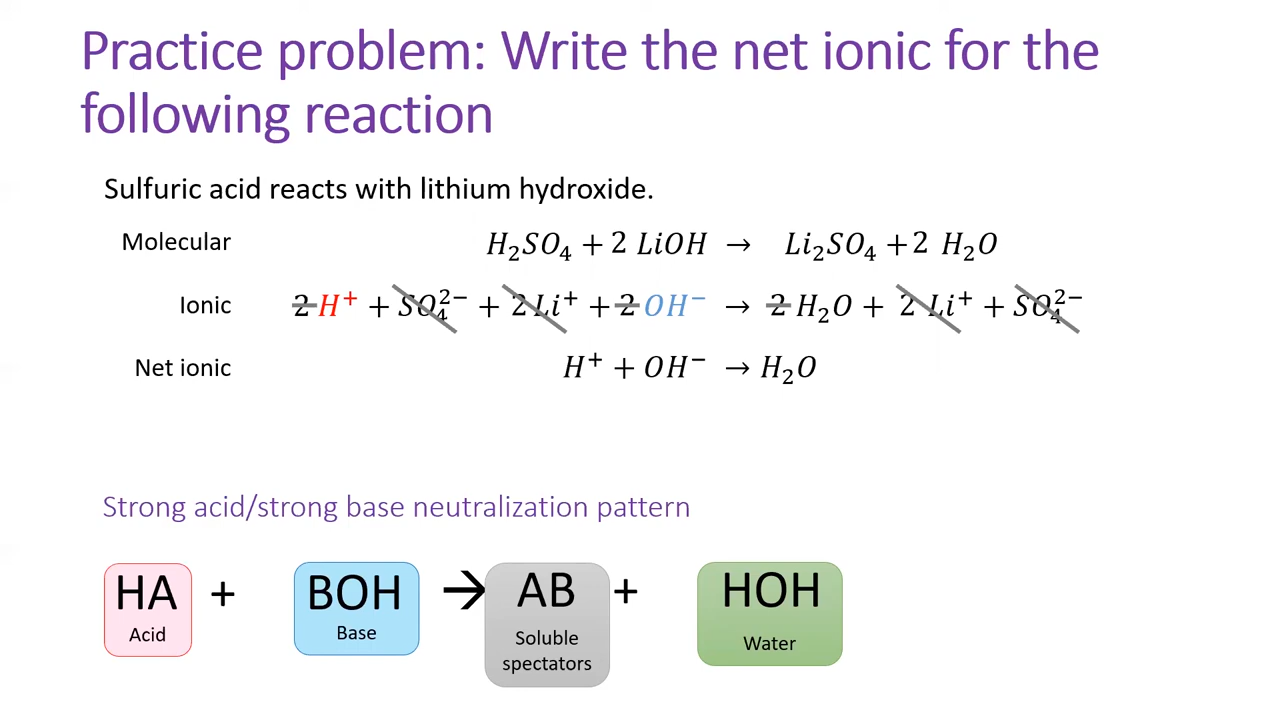 Practice problem: Write the net ionic for the
following reaction
Sulfuric acid reacts with lithium hydroxide.
Molecular H₂SO₄ + 2 LiOH → Li₂SO₄ + 2 H₂O
Ionic 2 H⁺ + SO₄²⁻ + 2 Li⁺ + 2 OH⁻ → 2 H₂O + 2 Li⁺ + SO₄²⁻
Net ionic H⁺ + OH⁻ → H₂O
Strong acid/strong base neutralization pattern
HA + BOH → AB + HOH
Acid Base Soluble spectators Water